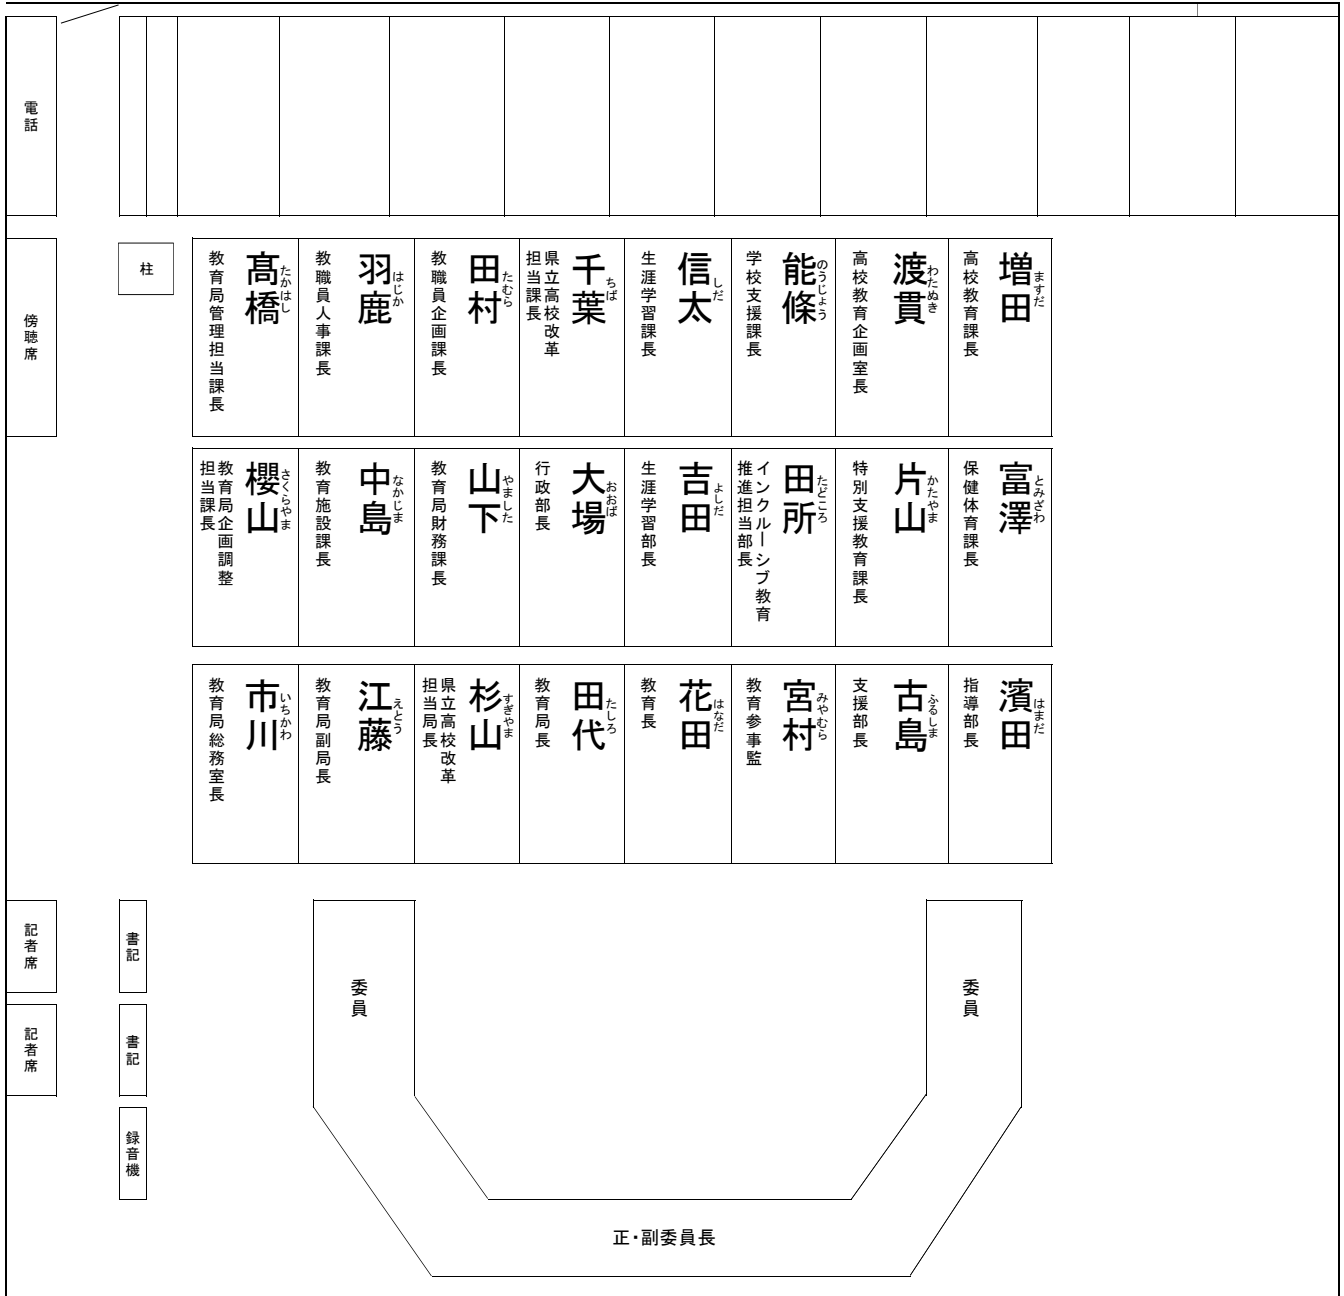 電話
傍聴席
柱
増田
ますだ
高校教育課長
渡貫
わたぬき
高校教育企画室長
能條
のうじょう
学校支援課長
信太
しだ
生涯学習課長
千葉
ちば
県立高校改革
担当課長
田村
たむら
教職員企画課長
羽鹿
はじか
教職員人事課長
髙橋
たかはし
教育局管理担当課長
富澤
とみざわ
保健体育課長
片山
かたやま
特別支援教育課長
田所
たどころ
インクルーシブ教育
推進担当部長
吉田
よしだ
生涯学習部長
大場
おおば
行政部長
山下
やました
教育局財務課長
中島
なかじま
教育施設課長
櫻山
さくらやま
教育局企画調整
担当課長
濱田
はまだ
指導部長
古島
ふるしま
支援部長
宮村
みやむら
教育参事監
花田
はなだ
教育長
田代
たしろ
教育局長
杉山
すぎやま
県立高校改革
担当局長
江藤
えとう
教育局副局長
市川
いちかわ
教育局総務室長
記者席
書記
委員
委員
記者席
書記
録音機
正・副委員長